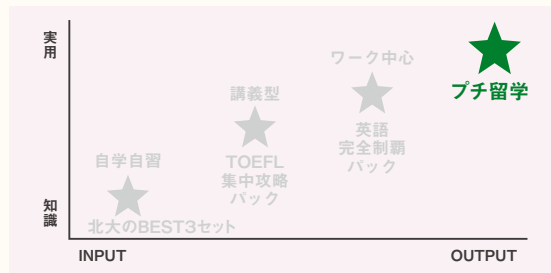 実用
ワーク中心
プチ留学
講義型
英語
完全制覇
パック
自学自習
TOEFL
集中攻略
パック
知識
北大のBEST3セット
INPUT
OUTPUT